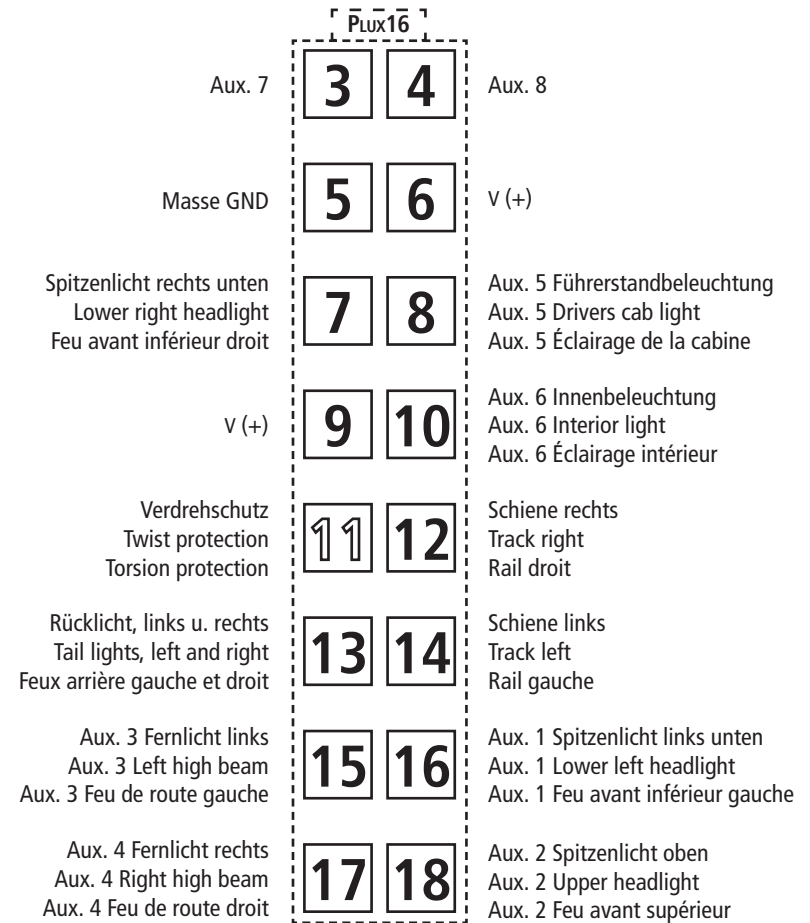 PLUX16
Aux. 7
3
4
Aux. 8
Masse GND
5
6
V (+)
Spitzenlicht rechts unten
Lower right headlight
Feu avant inférieur droit
7
8
Aux. 5 Führerstandbeleuchtung
Aux. 5 Drivers cab light
Aux. 5 Éclairage de la cabine
V (+)
9
10
Aux. 6 Innenbeleuchtung
Aux. 6 Interior light
Aux. 6 Éclairage intérieur
Verdrehschutz
Twist protection
Torsion protection
11
12
Schiene rechts
Track right
Rail droit
Rücklicht, links u. rechts
Tail lights, left and right
Feux arrière gauche et droit
13
14
Schiene links
Track left
Rail gauche
Aux. 3 Fernlicht links
Aux. 3 Left high beam
Aux. 3 Feu de route gauche
15
16
Aux. 1 Spitzenlicht links unten
Aux. 1 Lower left headlight
Aux. 1 Feu avant inférieur gauche
Aux. 4 Fernlicht rechts
Aux. 4 Right high beam
Aux. 4 Feu de route droit
17
18
Aux. 2 Spitzenlicht oben
Aux. 2 Upper headlight
Aux. 2 Feu avant supérieur